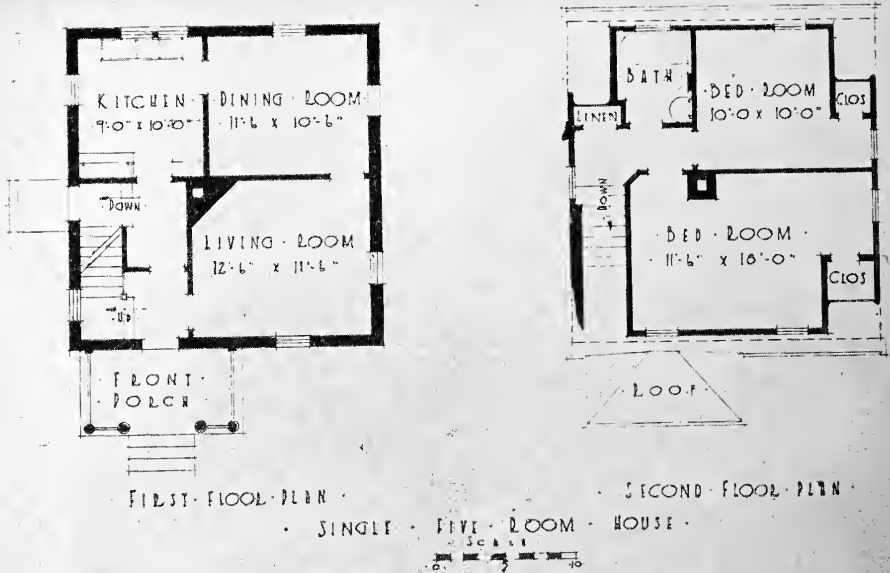 KITCHEN
9'-0" x 10'-0"
DINING · ROOM
11'-6 x 10'-6"
DOWN
LIVING · ROOM
12'-6" x 11'-6"
UP
FRONT
PORCH
FIRST · FLOOR · PLAN ·
BATH
LINEN
· BED · ROOM
10'-0 x 10'-0"
CLOS
DOWN
· BED · ROOM ·
11'-6" x 18'-0"
CLOS
ROOF
· SECOND · FLOOR · PLAN
· SINGLE · FIVE · ROOM · HOUSE ·
SCALE
0 5 10